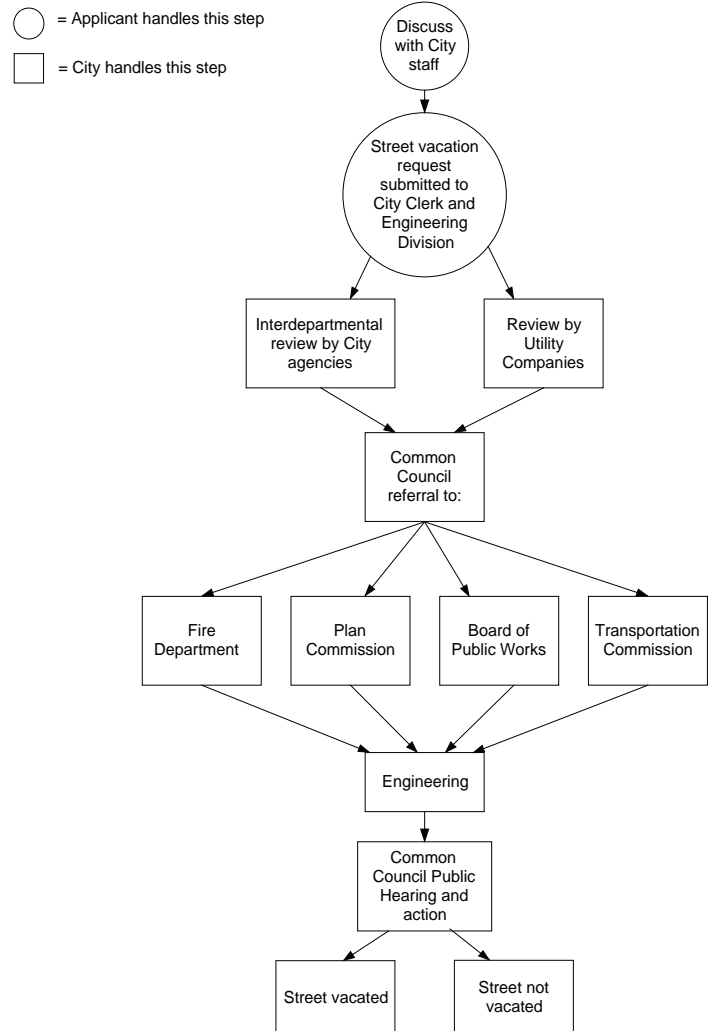 = Applicant handles this step
= City handles this step
Discuss
with City
staff
Street vacation
request
submitted to
City Clerk and
Engineering
Division
Interdepartmental
review by City
agencies
Review by
Utility
Companies
Common
Council
referral to:
Fire
Department
Plan
Commission
Board of
Public Works
Transportation
Commission
Engineering
Common
Council Public
Hearing and
action
Street vacated
Street not
vacated